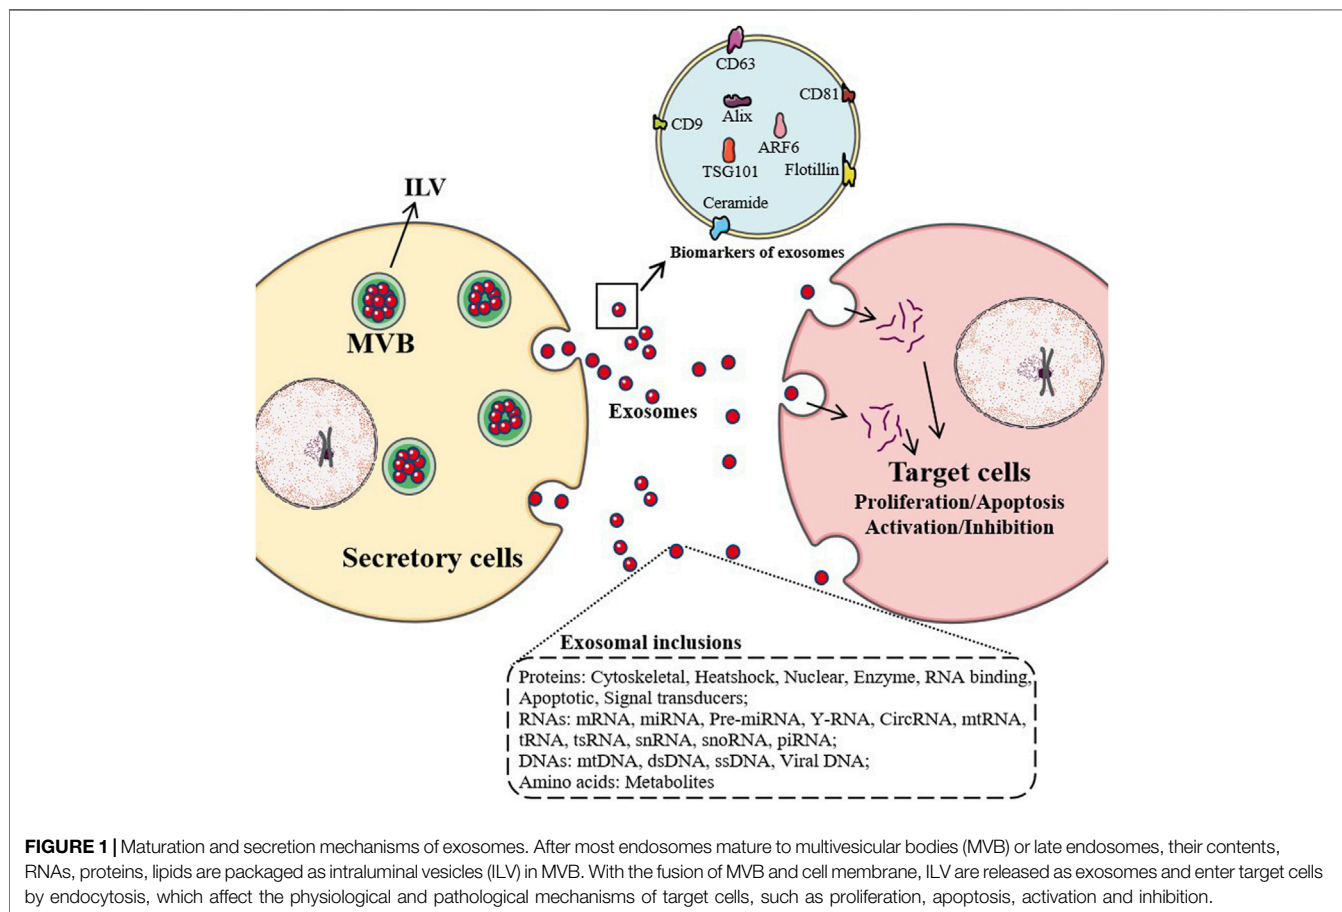 CD63
CD81
Alix
CD9
ARF6
TSG101
Flotillin
Ceramide
Biomarkers of exosomes
ILV
MVB
Exosomes
Secretory cells
Target cells
Proliferation/Apoptosis
Activation/Inhibition
Exosomal inclusions
Proteins: Cytoskeletal, Heatshock, Nuclear, Enzyme, RNA binding,
Apoptotic, Signal transducers;
RNAs: mRNA, miRNA, Pre-miRNA, Y-RNA, CircRNA, mtRNA,
tRNA, tsRNA, snRNA, snoRNA, piRNA;
DNAs: mtDNA, dsDNA, ssDNA, Viral DNA;
Amino acids: Metabolites
FIGURE 1 | Maturation and secretion mechanisms of exosomes. After most endosomes mature to multivesicular bodies (MVB) or late endosomes, their contents,
RNAs, proteins, lipids are packaged as intraluminal vesicles (ILV) in MVB. With the fusion of MVB and cell membrane, ILV are released as exosomes and enter target cells
by endocytosis, which affect the physiological and pathological mechanisms of target cells, such as proliferation, apoptosis, activation and inhibition.